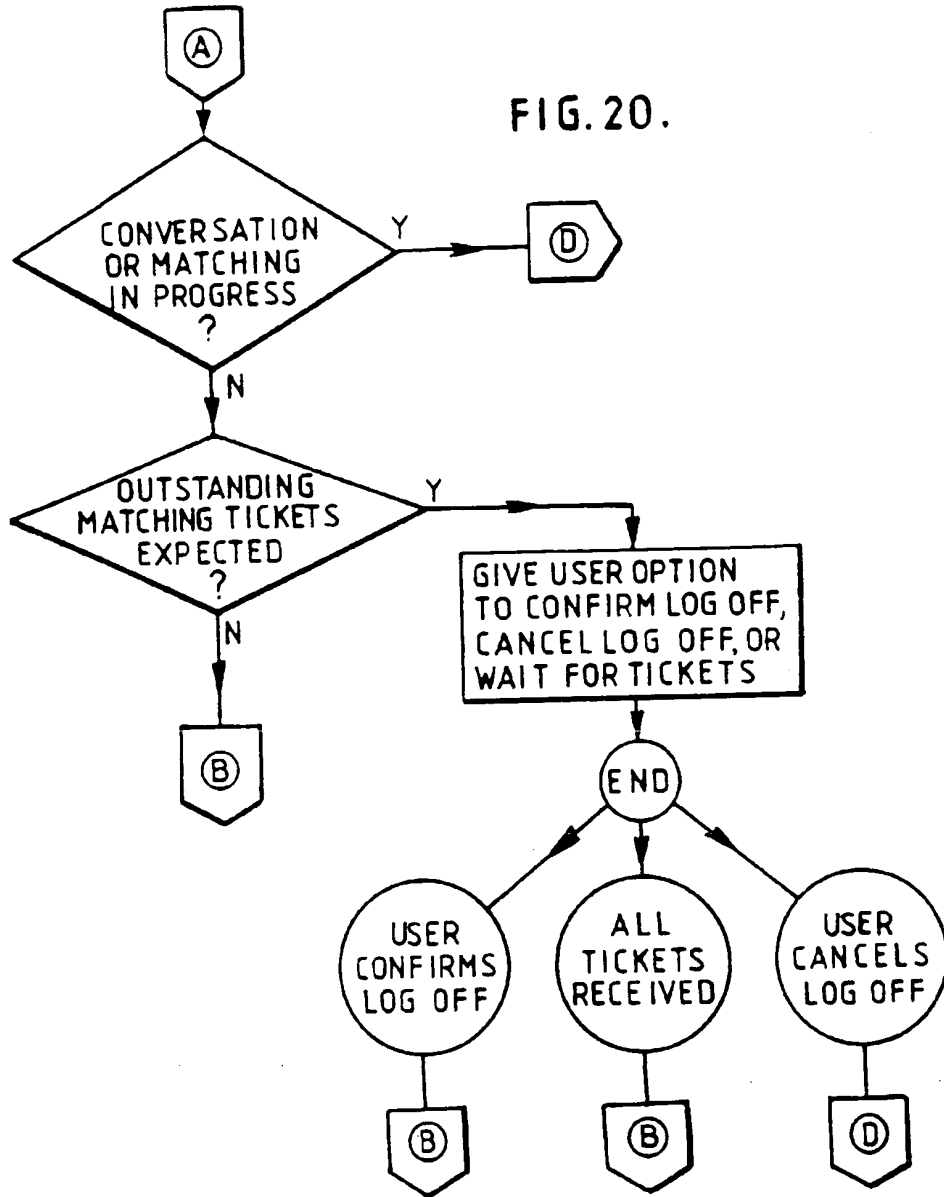 A
FIG. 20.
CONVERSATION
OR MATCHING
IN PROGRESS
?
Y
D
N
OUTSTANDING
MATCHING TICKETS
EXPECTED
?
Y
N
GIVE USER OPTION
TO CONFIRM LOG OFF,
CANCEL LOG OFF, OR
WAIT FOR TICKETS
B
END
USER
CONFIRMS
LOG OFF
ALL
TICKETS
RECEIVED
USER
CANCELS
LOG OFF
B
B
D